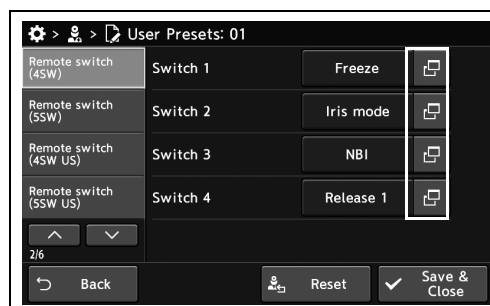 > > User Presets: 01
Remote switch
(4SW)
Switch 1
Freeze
Remote switch
(5SW)
Switch 2
Iris mode
Remote switch
(4SW US)
Switch 3
NBI
Remote switch
(5SW US)
Switch 4
Release 1
2/6
Back
Reset
Save &
Close